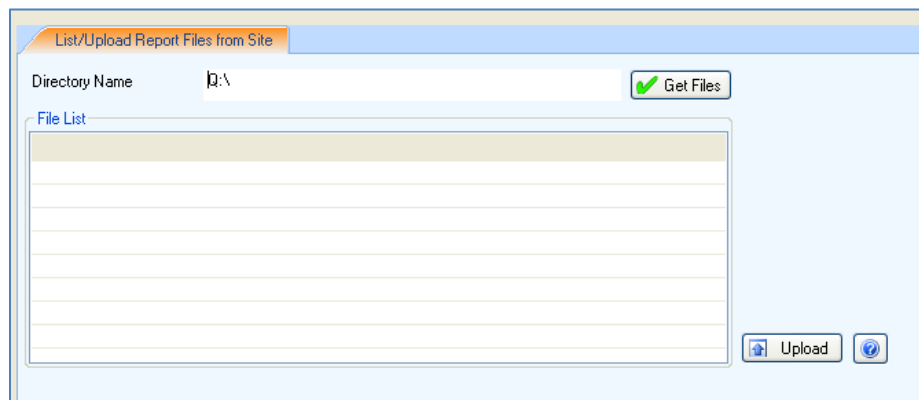 List/Upload Report Files from Site
Directory Name Q:\ Get Files
File List
Upload